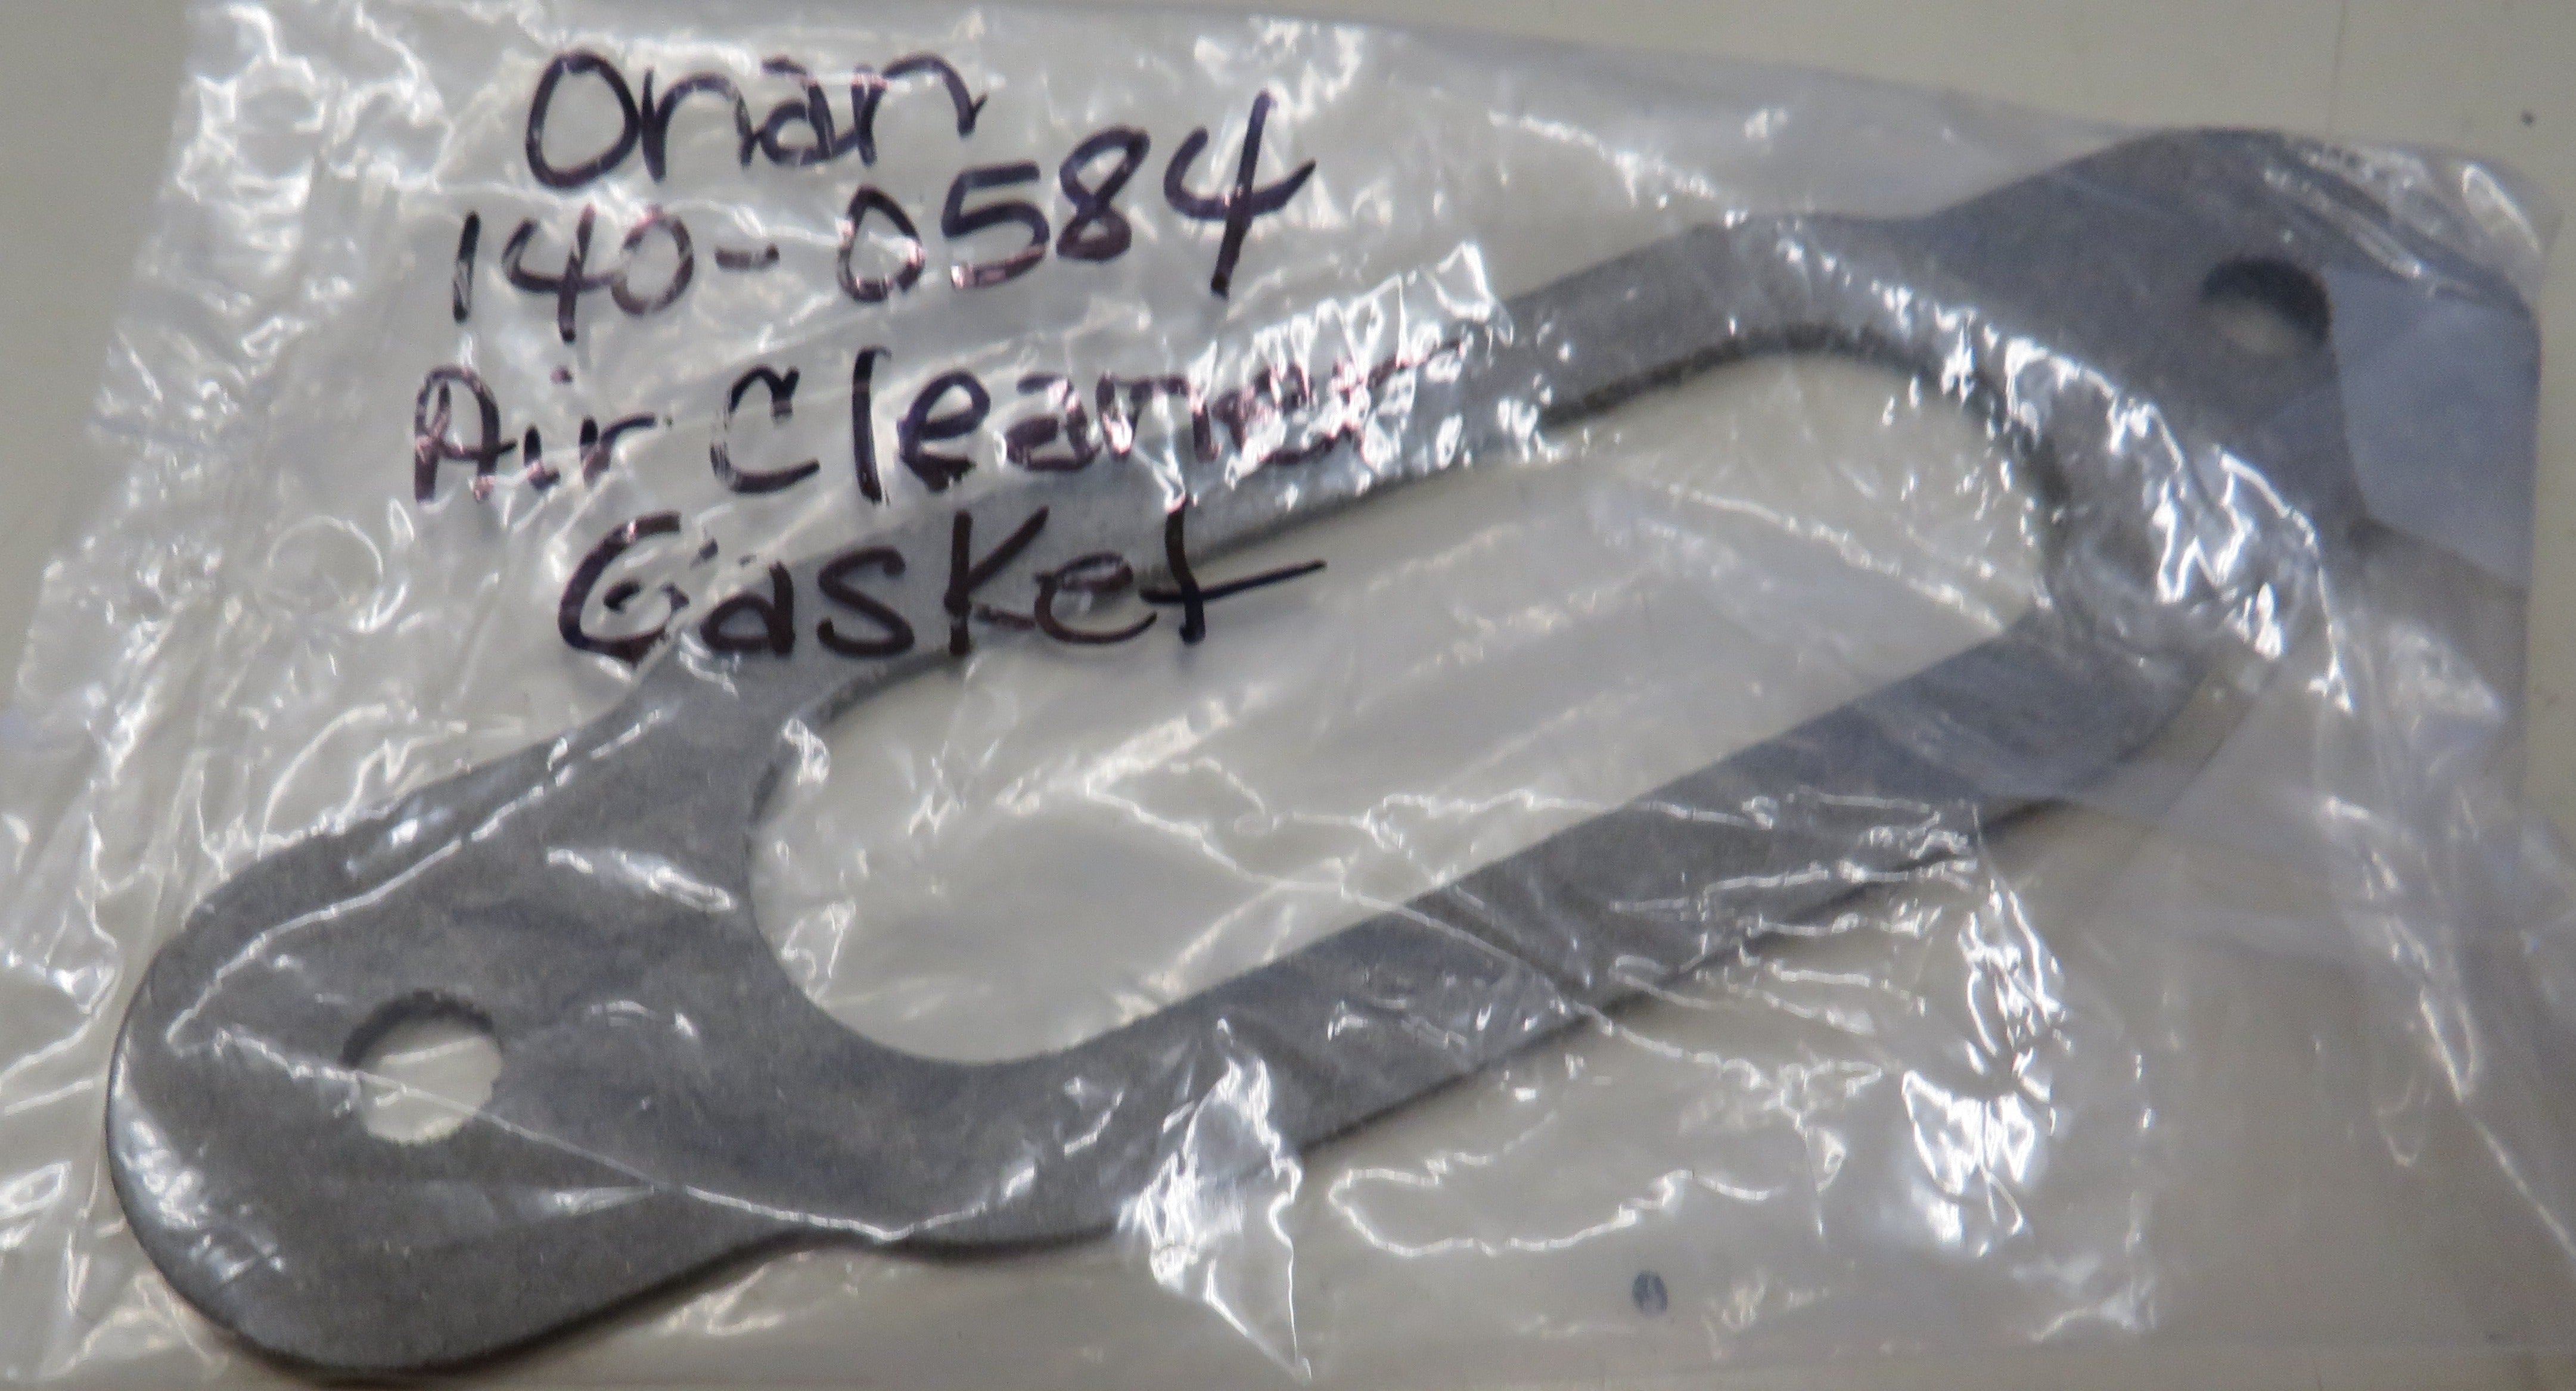 Onan
140-0584
Air Cleaner
Gasket